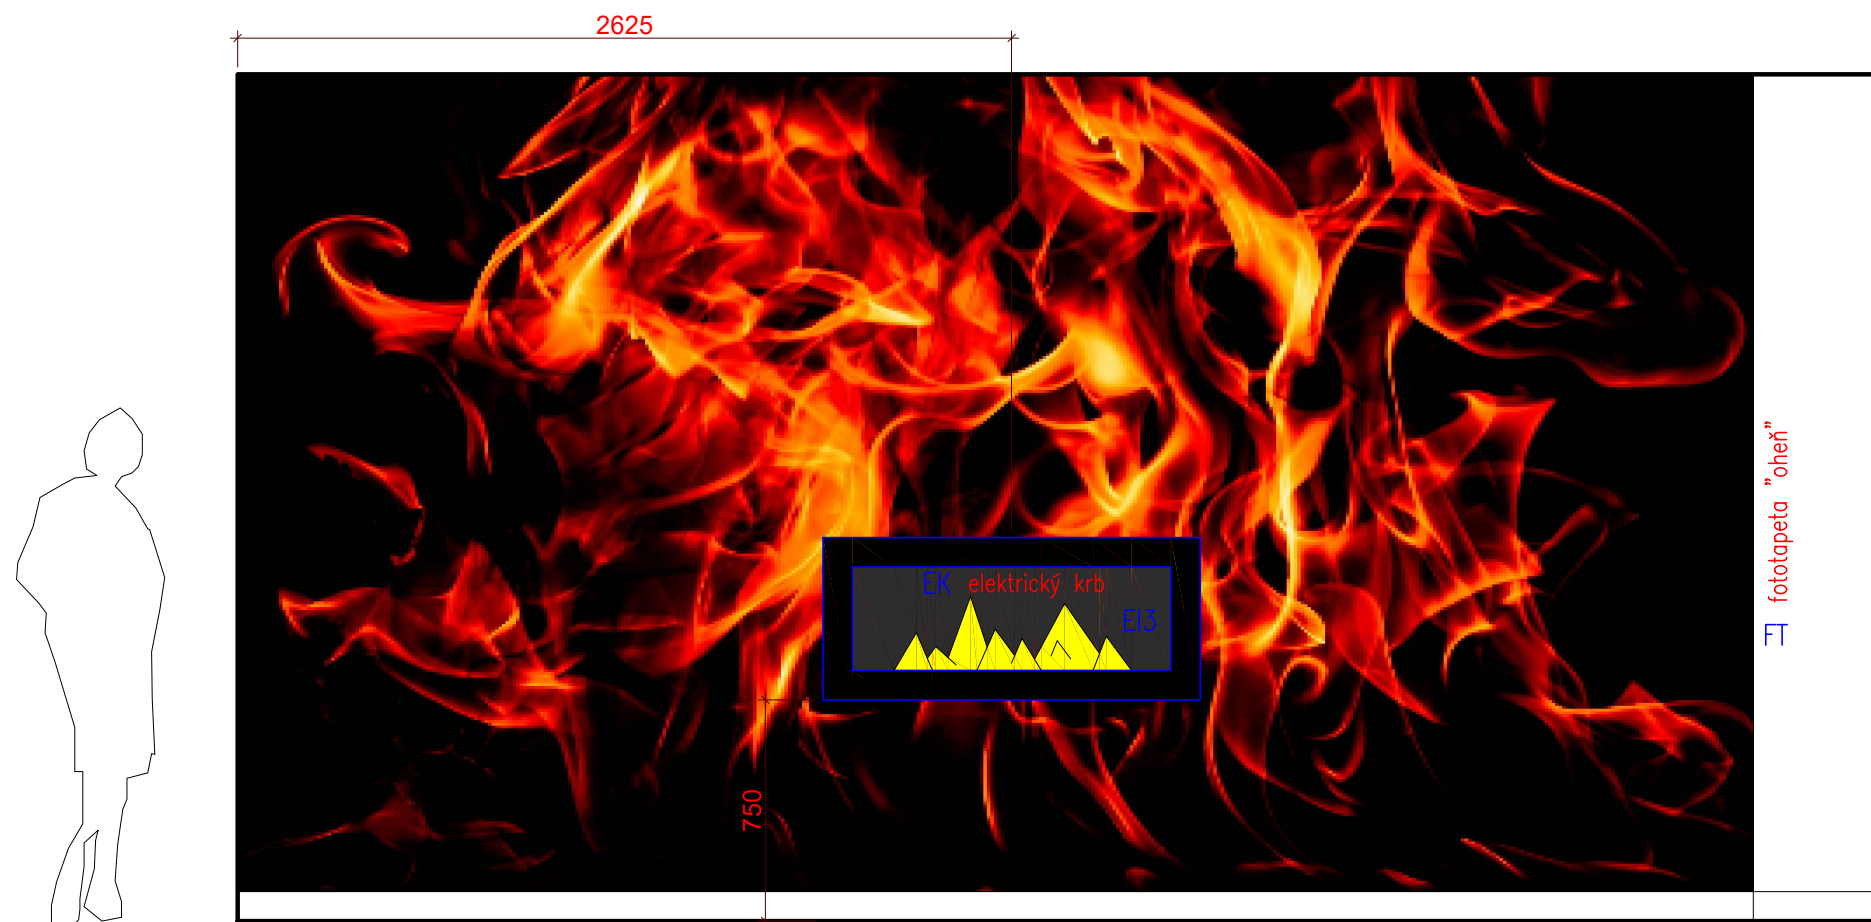 2625
EK elektrický krb
EI3
750
FT fototapeta "oheň"